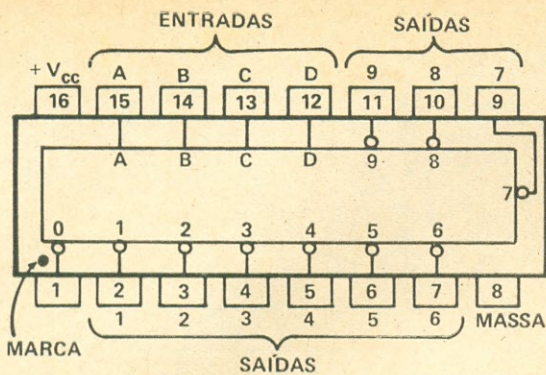 ENTRADAS SAÍDAS
+ Vcc A B C D 9 8 7
16 15 14 13 12 11 10 9
A B C D 9 8
7
0 1 2 3 4 5 6
1 2 3 4 5 6 7 8
1 2 3 4 5 6 MASSA
MARCA
SAÍDAS